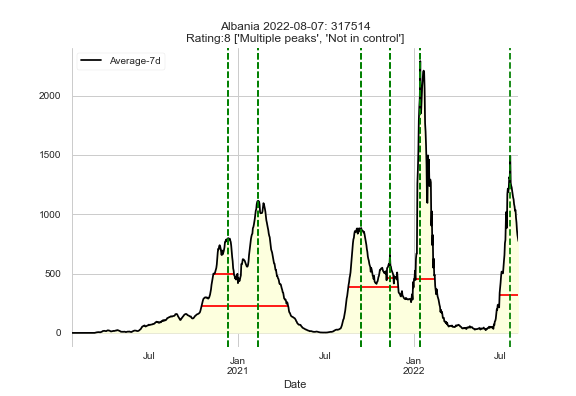 Albania 2022-08-07: 317514
Rating:8 ['Multiple peaks', 'Not in control']
Average-7d
2000
1500
1000
500
0
Jul
Jan
2021
Jul
Jan
2022
Jul
Date